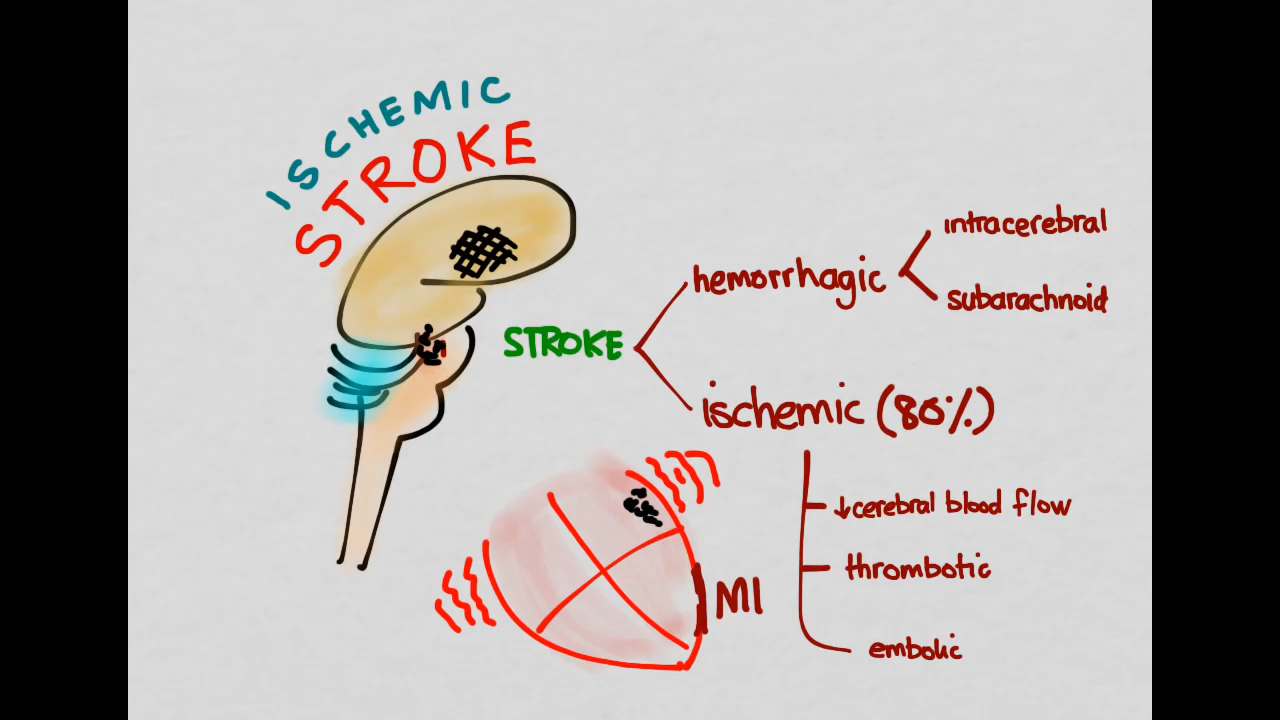 ISCHEMIC
STROKE
STROKE
hemorrhagic
intracerebral
subarachnoid
ischemic (80%)
↓cerebral blood flow
thrombotic
embolic
MI